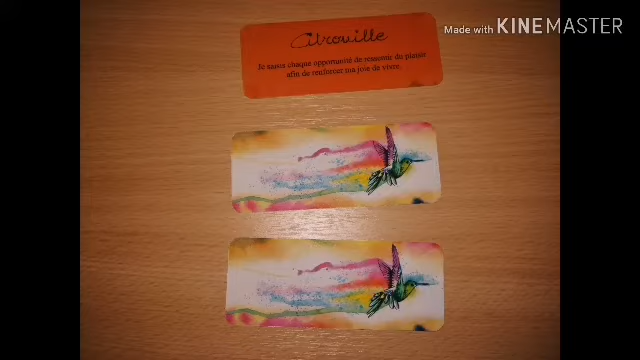 Made with KINEMASTER
Citrouille
Je saisis chaque opportunité de ressentir du plaisir
afin de renforcer ma joie de vivre.